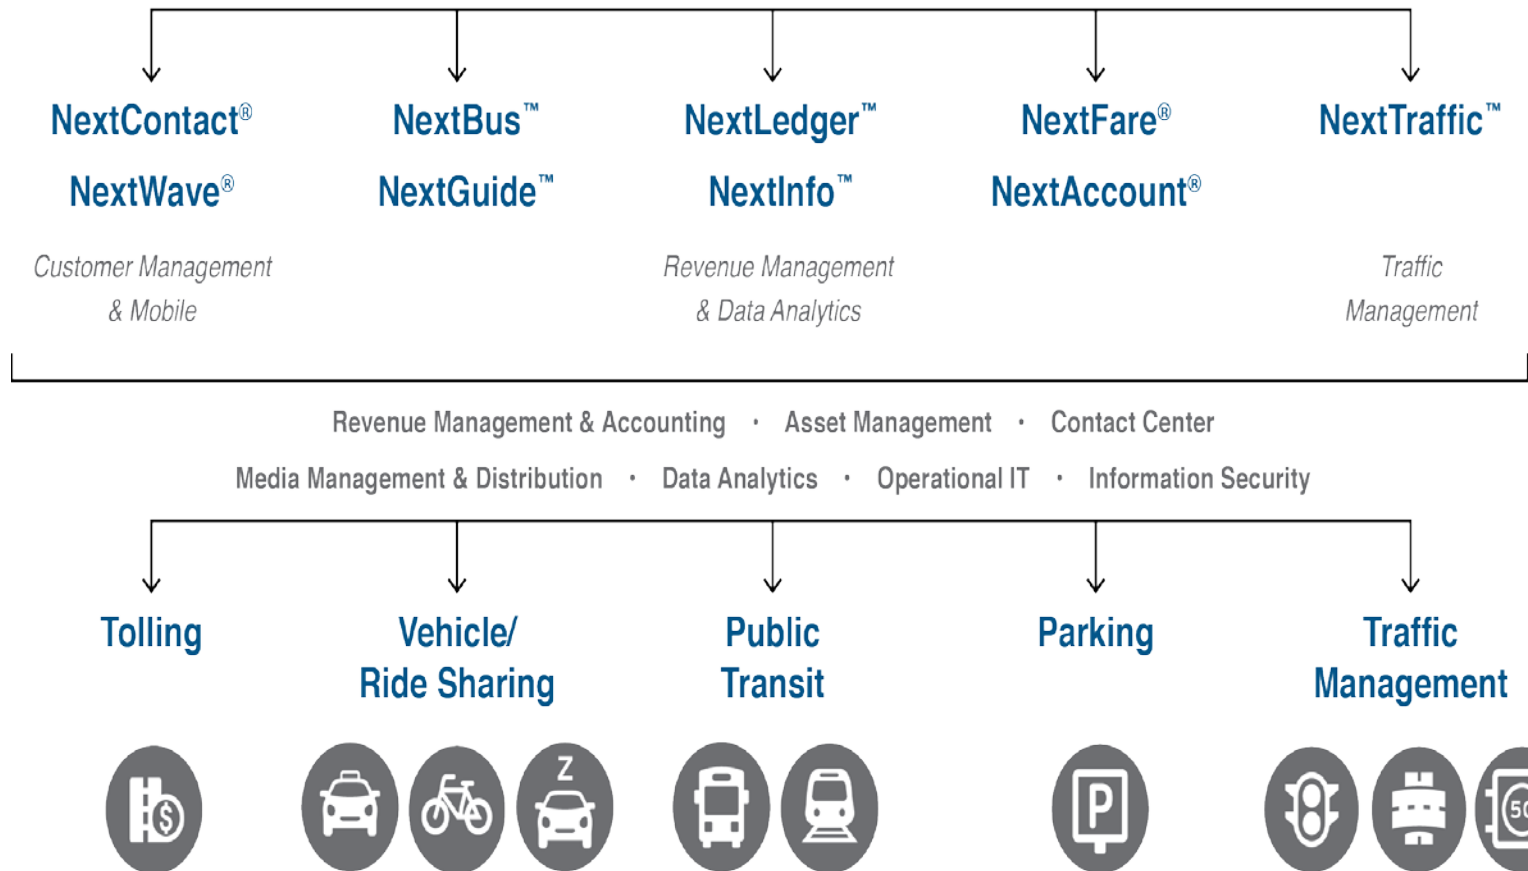 NextContact® NextBus™ NextLedger™ NextFare® NextTraffic™
NextWave® NextGuide™ NextInfo™ NextAccount®
Customer Management Revenue Management Traffic
& Mobile & Data Analytics Management
Revenue Management & Accounting • Asset Management • Contact Center
Media Management & Distribution • Data Analytics • Operational IT • Information Security
Tolling Vehicle/ Public Parking Traffic
Ride Sharing Transit Management
Z
$ P 50